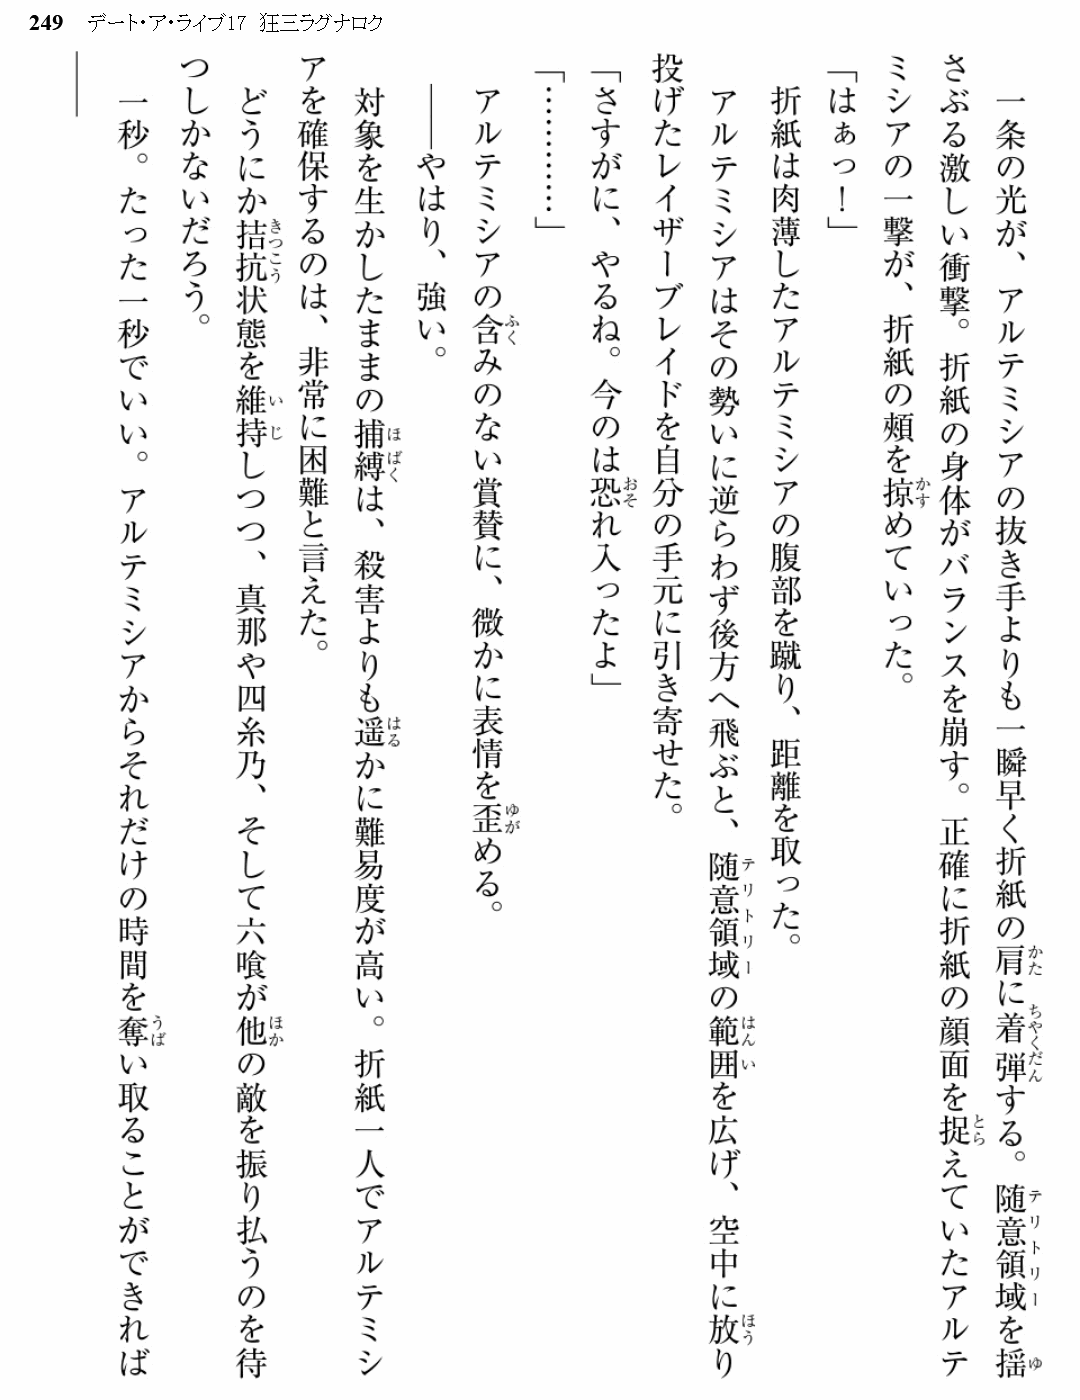 249 デート・ア・ライブ17 狂三ラグナロク
一条の光が、アルテミシアの抜き手よりも一瞬早く折紙の肩に着弾する。随意領域を揺
さぶる激しい衝撃。折紙の身体がバランスを崩す。正確に折紙の顔面を捉えていたアルテ
ミシアの一撃が、折紙の頰を掠めていった。
「はぁっ！」
折紙は肉薄したアルテミシアの腹部を蹴り、距離を取った。
アルテミシアはその勢いに逆らわず後方へ飛ぶと、随意領域の範囲を広げ、空中に放り
投げたレイザーブレイドを自分の手元に引き寄せた。
「さすがに、やるね。今のは恐れ入ったよ」
「…………」
アルテミシアの含みのない賞賛に、微かに表情を歪める。
――やはり、強い。
対象を生かしたままの捕縛は、殺害よりも遥かに難易度が高い。折紙一人でアルテミシ
アを確保するのは、非常に困難と言えた。
どうにか拮抗状態を維持しつつ、真那や四糸乃、そして六喰が他の敵を振り払うのを待
つしかないだろう。
一秒。たった一秒でいい。アルテミシアからそれだけの時間を奪い取ることができれば
――